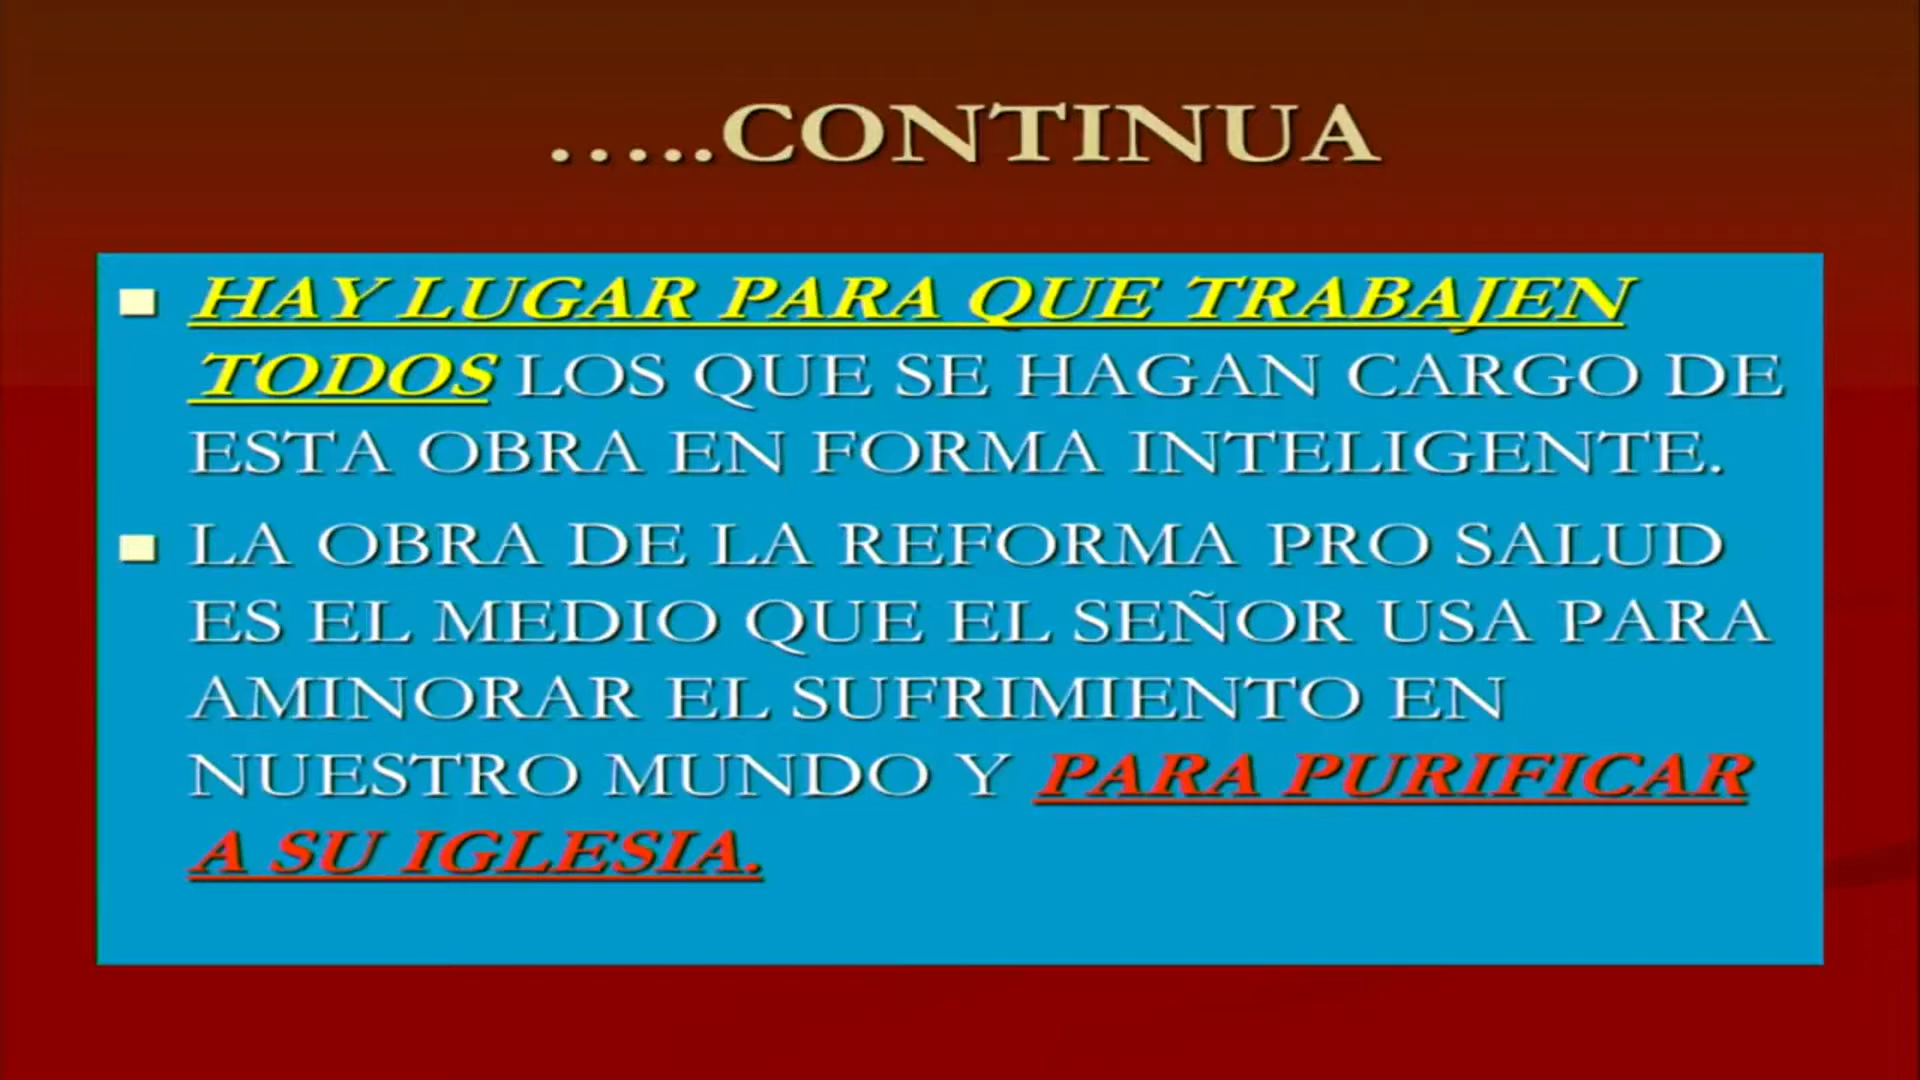 .....CONTINUA
HAY LUGAR PARA QUE TRABAJEN
TODOS LOS QUE SE HAGAN CARGO DE
ESTA OBRA EN FORMA INTELIGENTE.
LA OBRA DE LA REFORMA PRO SALUD
ES EL MEDIO QUE EL SEÑOR USA PARA
AMINORAR EL SUFRIMIENTO EN
NUESTRO MUNDO Y PARA PURIFICAR
A SU IGLESIA.